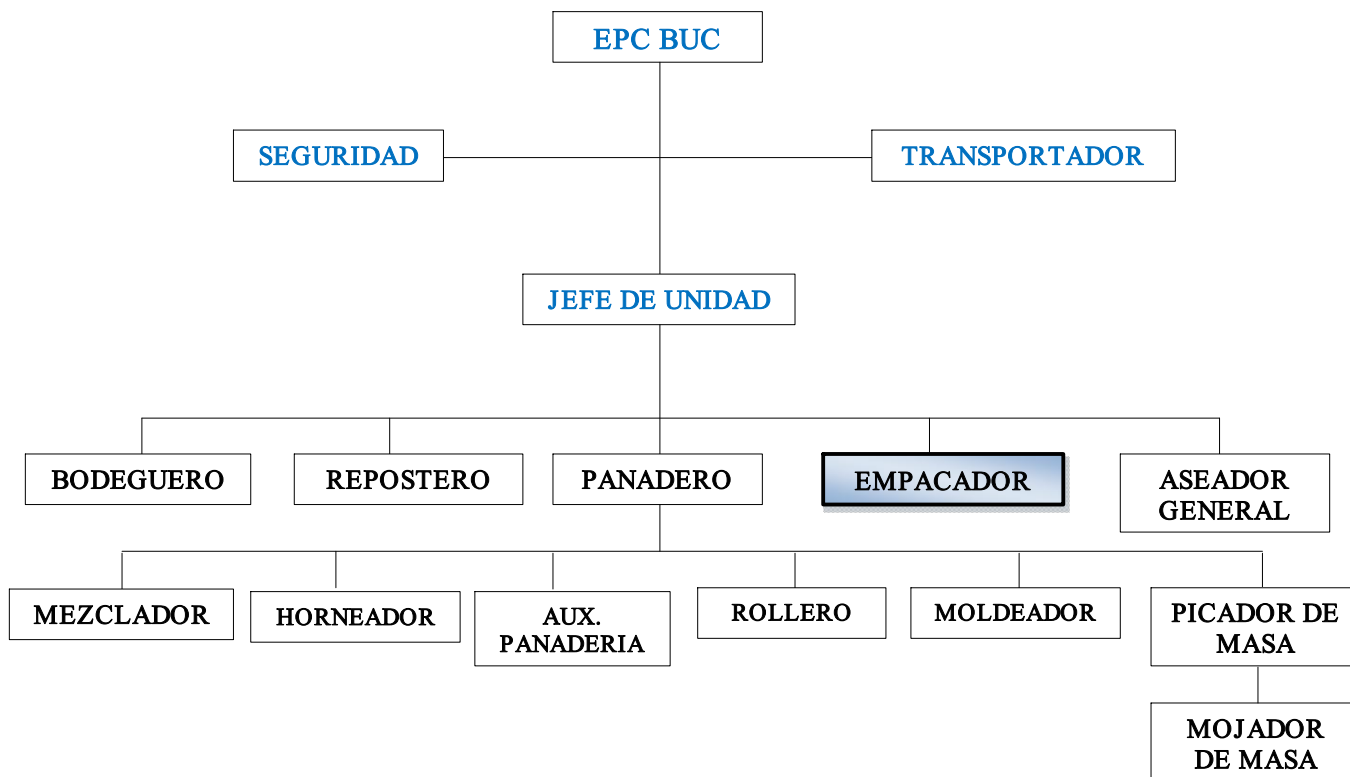 EPC BUC
SEGURIDAD
TRANSPORTADOR
JEFE DE UNIDAD
BODEGUERO
REPOSTERO
PANADERO
EMPACADOR
ASEADOR
GENERAL
MEZCLADOR
HORNEADOR
AUX.
PANADERIA
ROLLERO
MOLDEADOR
PICADOR DE
MASA
MOJADOR
DE MASA